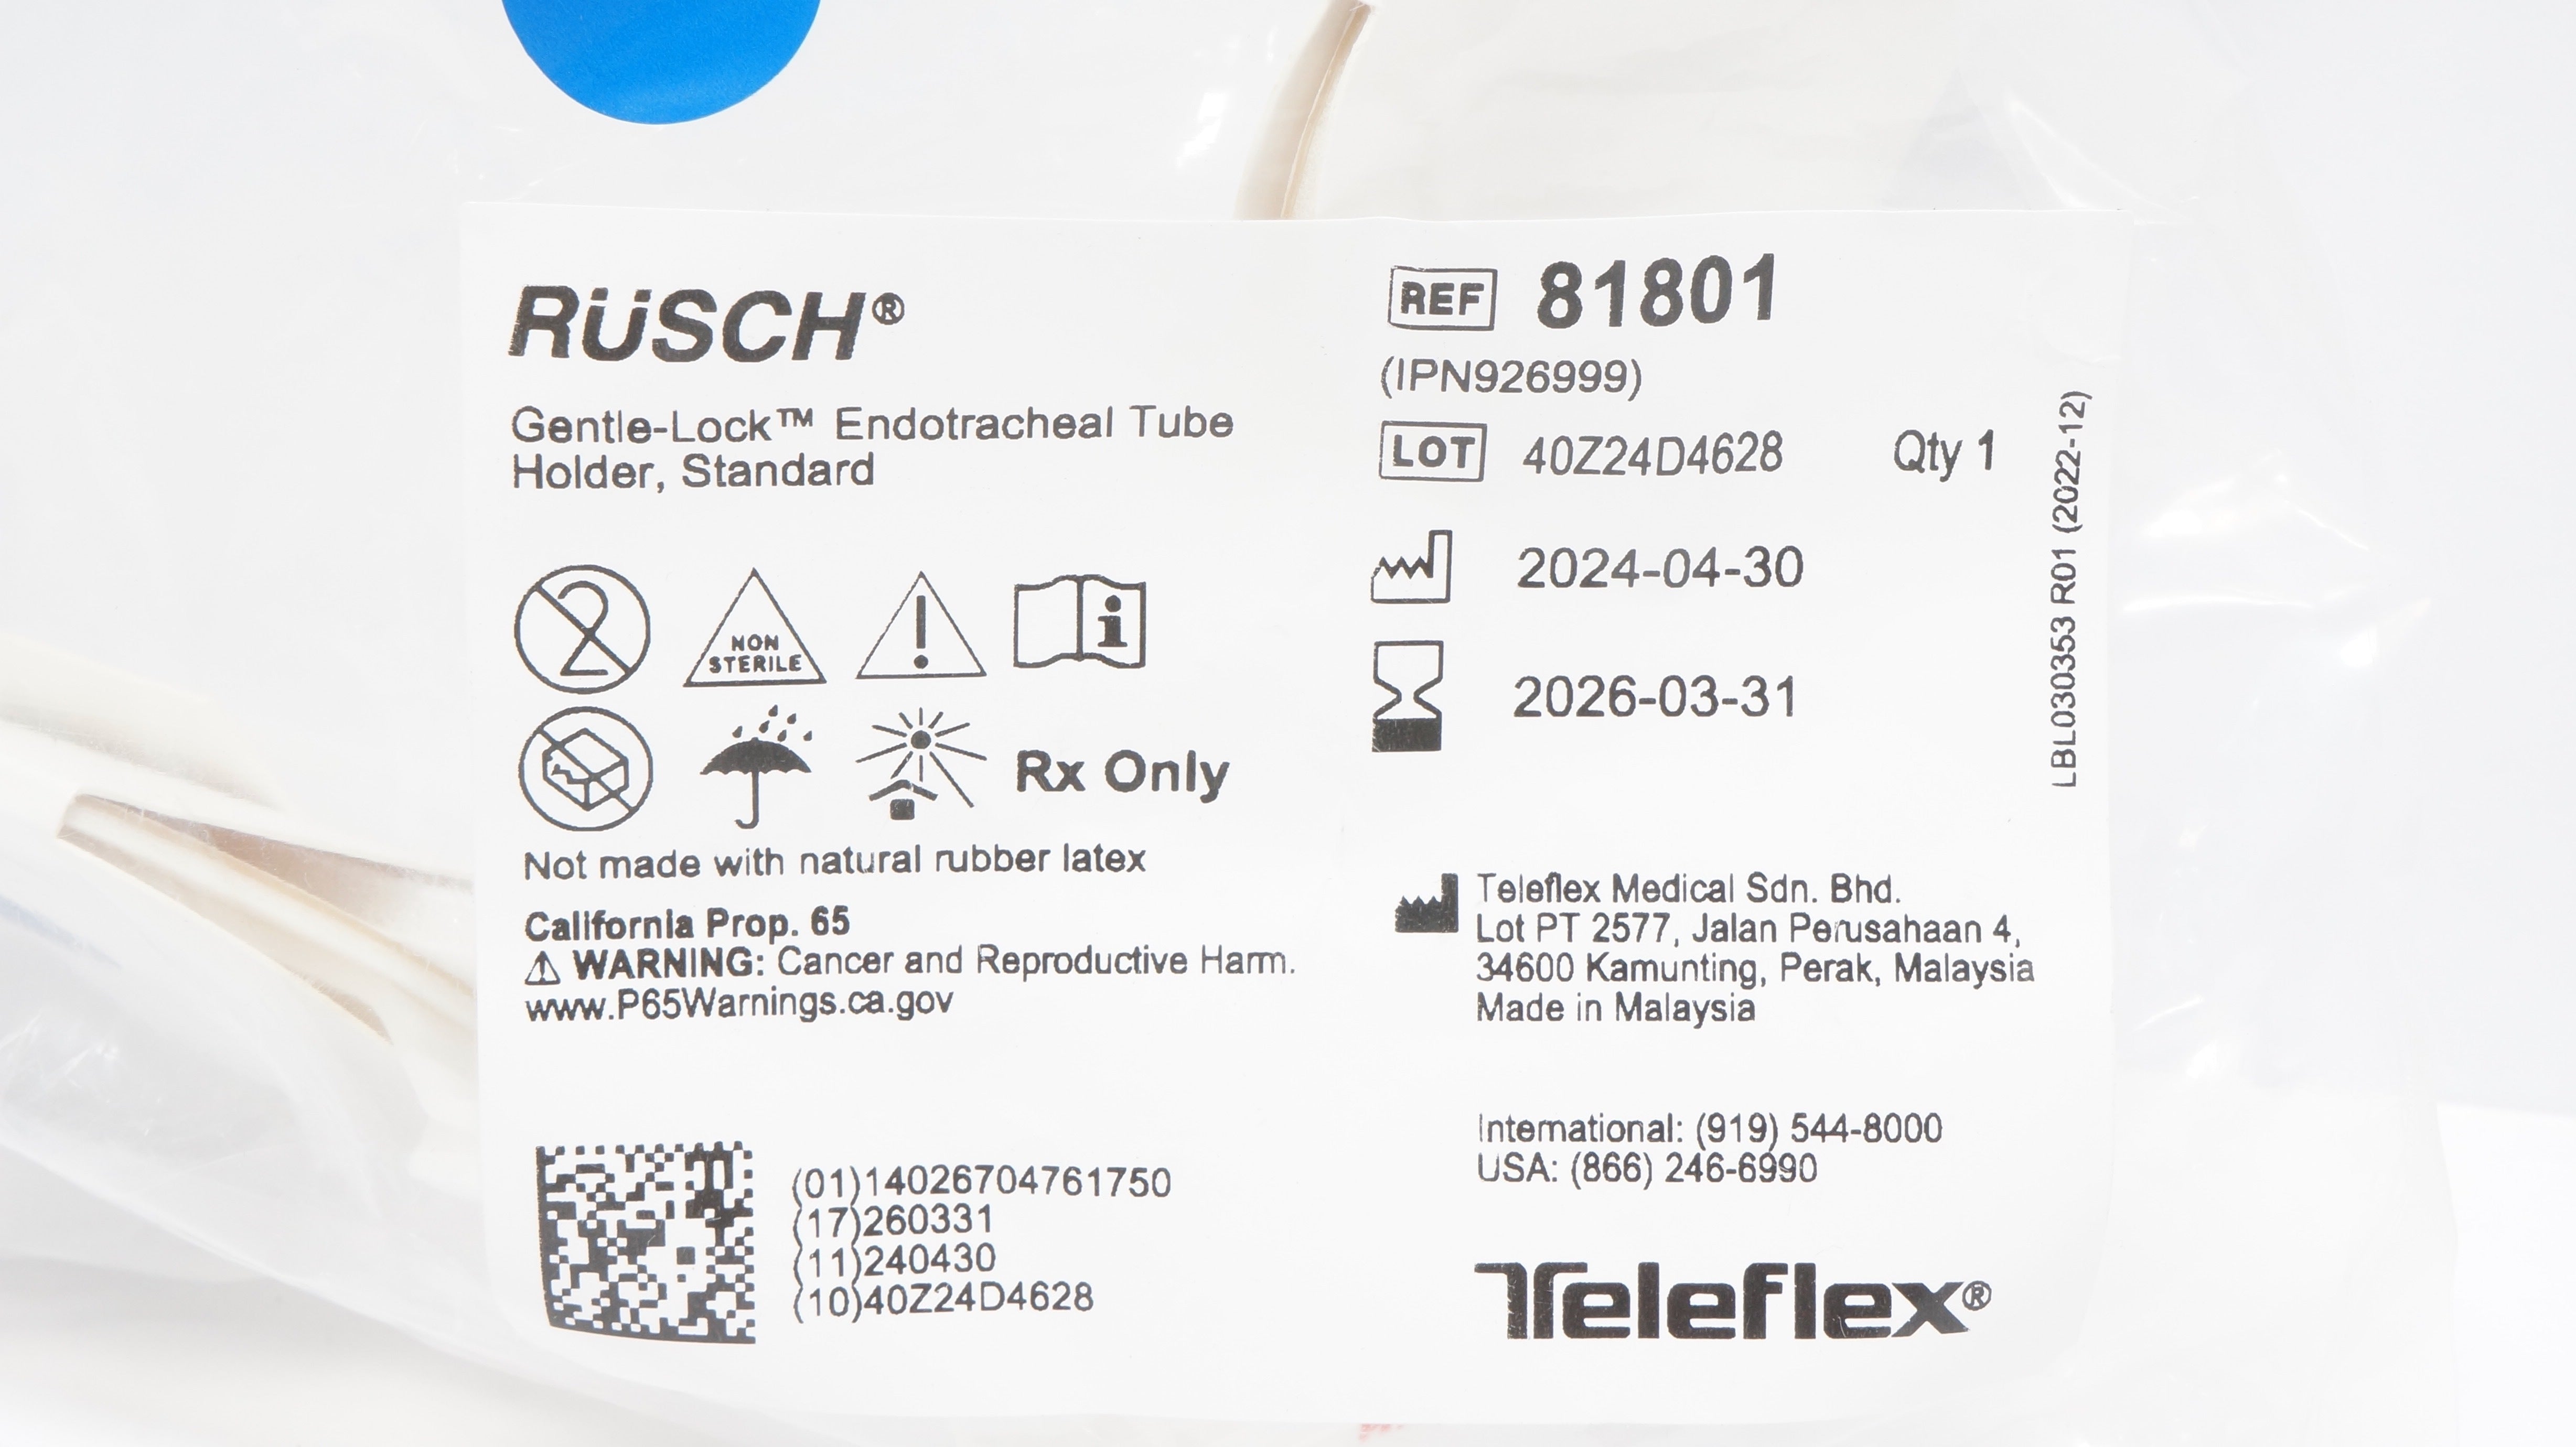 RÜSCH®
Gentle-Lock™ Endotracheal Tube
Holder, Standard
2
NON
STERILE
!
i
Rx Only
Not made with natural rubber latex
California Prop. 65
⚠ WARNING: Cancer and Reproductive Harm.
www.P65Warnings.ca.gov
(01)14026704761750
(17)260331
(11)240430
(10)40Z24D4628
REF 81801
(IPN926999)
LOT 40Z24D4628 Qty 1
2024-04-30
2026-03-31
LBL030353 R01 (2022-12)
Teleflex Medical Sdn. Bhd.
Lot PT 2577, Jalan Perusahaan 4,
34600 Kamunting, Perak, Malaysia
Made in Malaysia
International: (919) 544-8000
USA: (866) 246-6990
Teleflex®